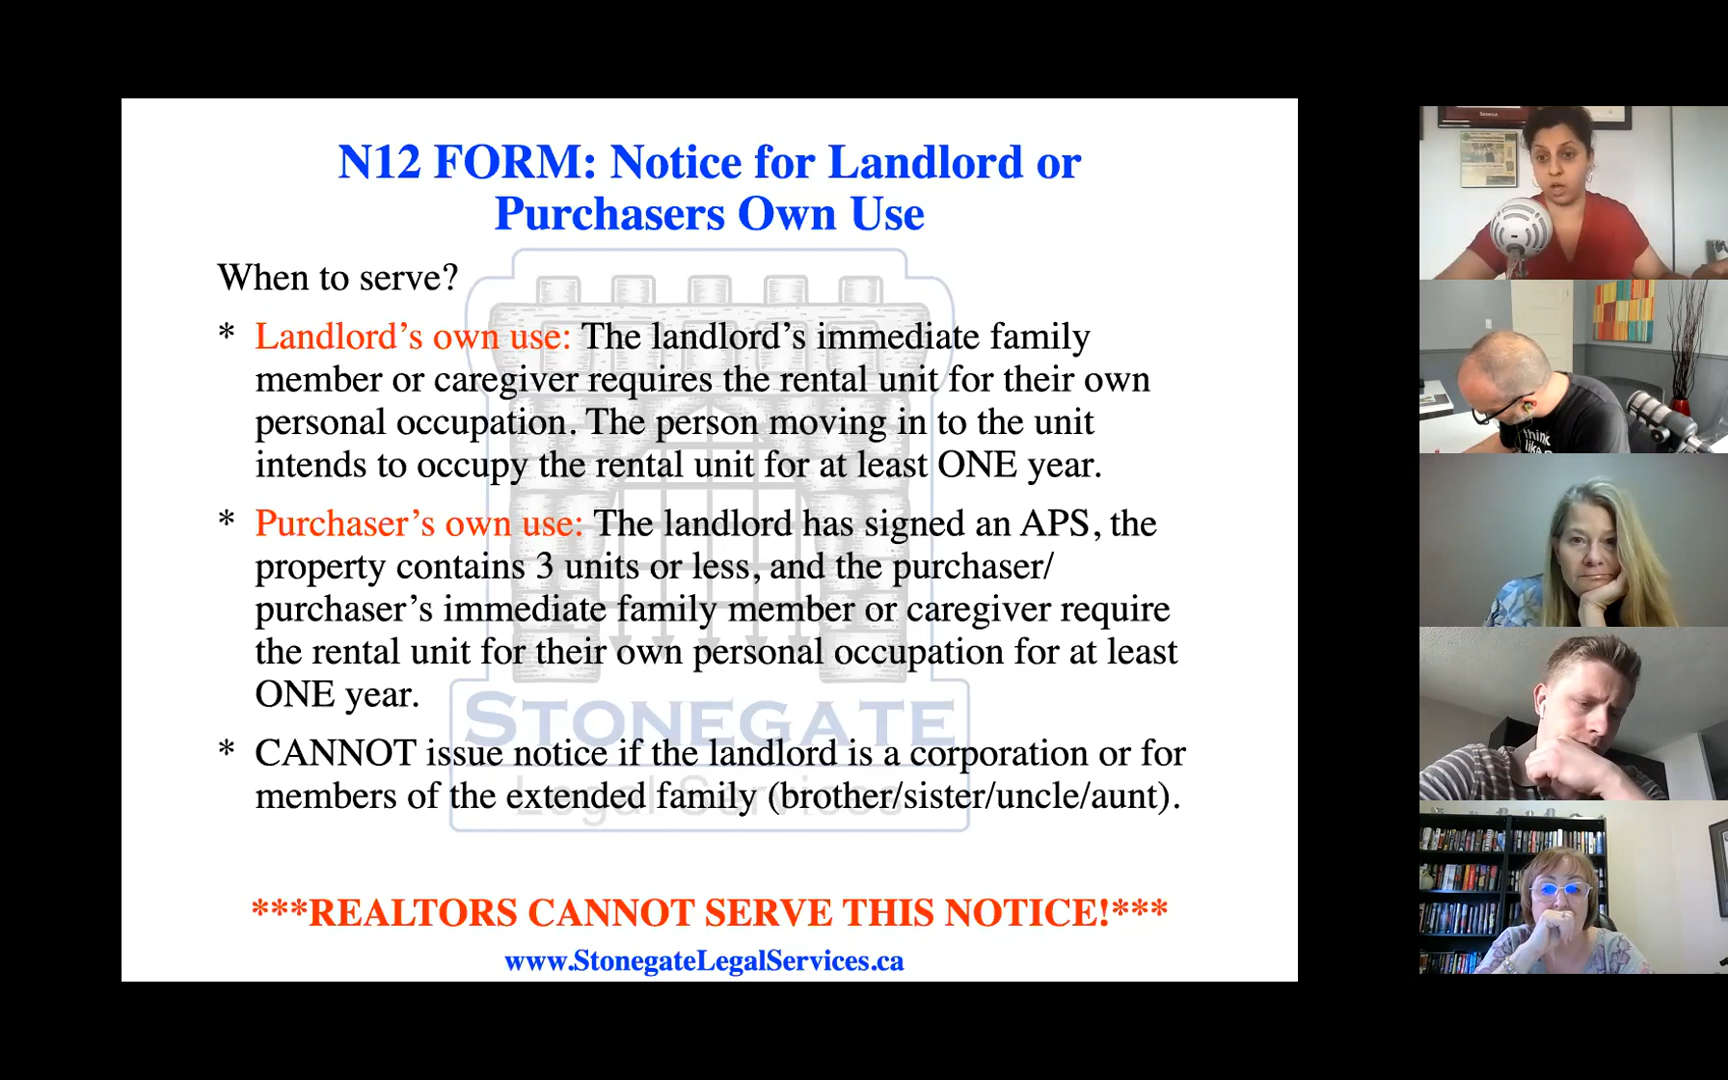 N12 FORM: Notice for Landlord or
Purchasers Own Use
When to serve?
* Landlord’s own use: The landlord’s immediate family
member or caregiver requires the rental unit for their own
personal occupation. The person moving in to the unit
intends to occupy the rental unit for at least ONE year.
* Purchaser’s own use: The landlord has signed an APS, the
property contains 3 units or less, and the purchaser/
purchaser’s immediate family member or caregiver require
the rental unit for their own personal occupation for at least
ONE year.
STONEGATE
* CANNOT issue notice if the landlord is a corporation or for
members of the extended family (brother/sister/uncle/aunt).
Legal Services
***REALTORS CANNOT SERVE THIS NOTICE!***
www.StonegateLegalServices.ca
Seneca
think